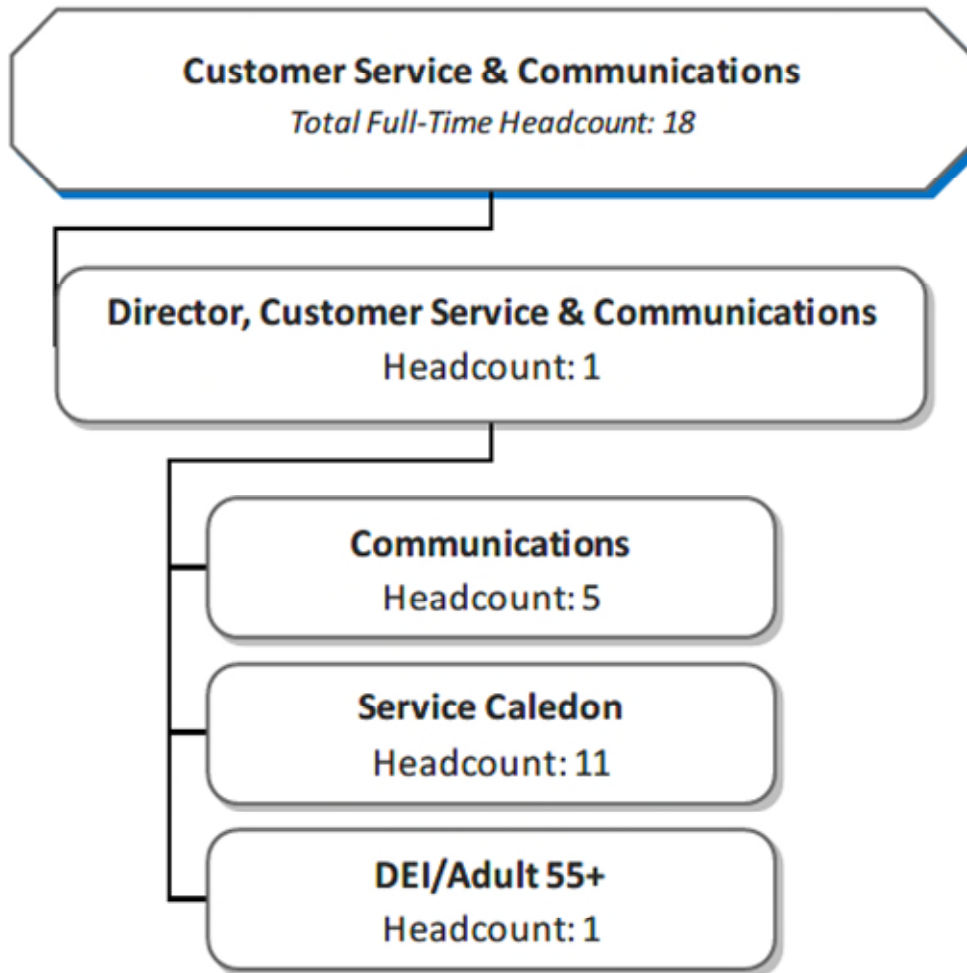 Customer Service & Communications
Total Full-Time Headcount: 18
Director, Customer Service & Communications
Headcount: 1
Communications
Headcount: 5
Service Caledon
Headcount: 11
DEI/Adult 55+
Headcount: 1